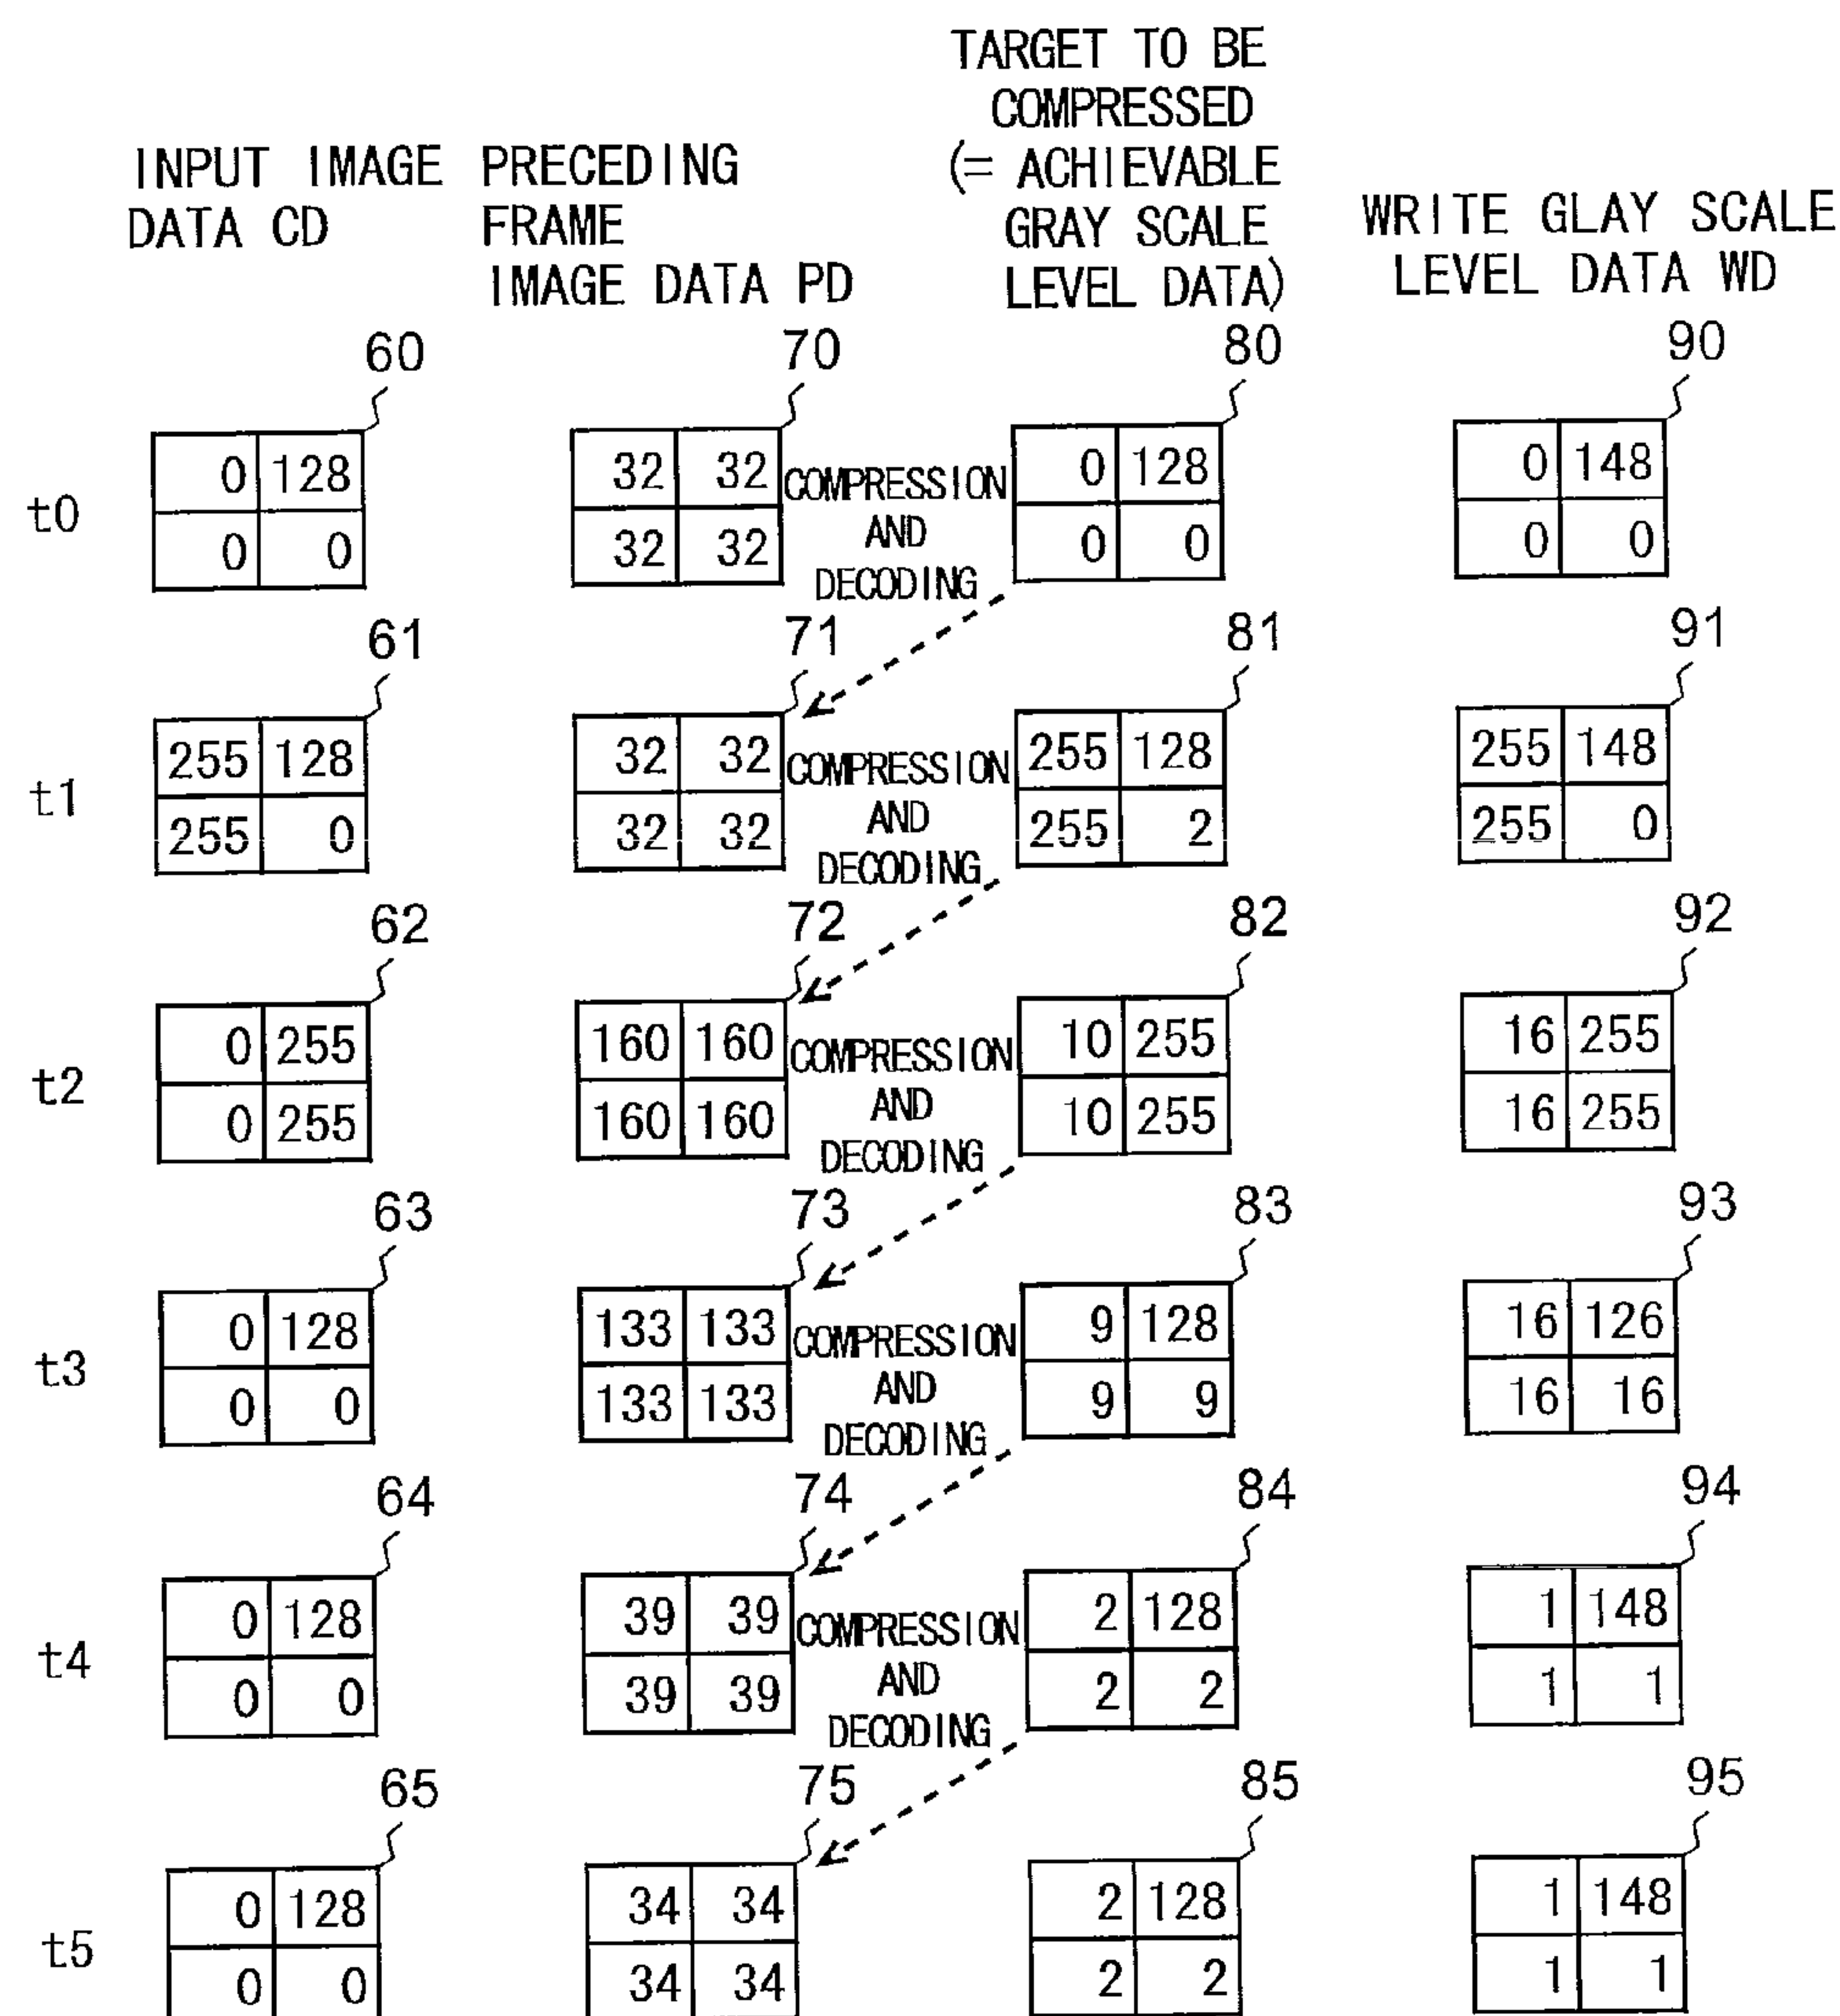 TARGET TO BE
COMPRESSED
(= ACHIEVABLE
GRAY SCALE
LEVEL DATA)
INPUT IMAGE
DATA CD
PRECEDING
FRAME
IMAGE DATA PD
WRITE GLAY SCALE
LEVEL DATA WD
60 70 80 90
t0
0 128 32 32 0 128 0 148
0 0 32 32 0 0 0 0
COMPRESSION
AND
DECODING
61 71 81 91
t1
255 128 32 32 255 128 255 148
255 0 32 32 255 2 255 0
COMPRESSION
AND
DECODING
62 72 82 92
t2
0 255 160 160 10 255 16 255
0 255 160 160 10 255 16 255
COMPRESSION
AND
DECODING
63 73 83 93
t3
0 128 133 133 9 128 16 126
0 0 133 133 9 9 16 16
COMPRESSION
AND
DECODING
64 74 84 94
t4
0 128 39 39 2 128 1 148
0 0 39 39 2 2 1 1
COMPRESSION
AND
DECODING
65 75 85 95
t5
0 128 34 34 2 128 1 148
0 0 34 34 2 2 1 1